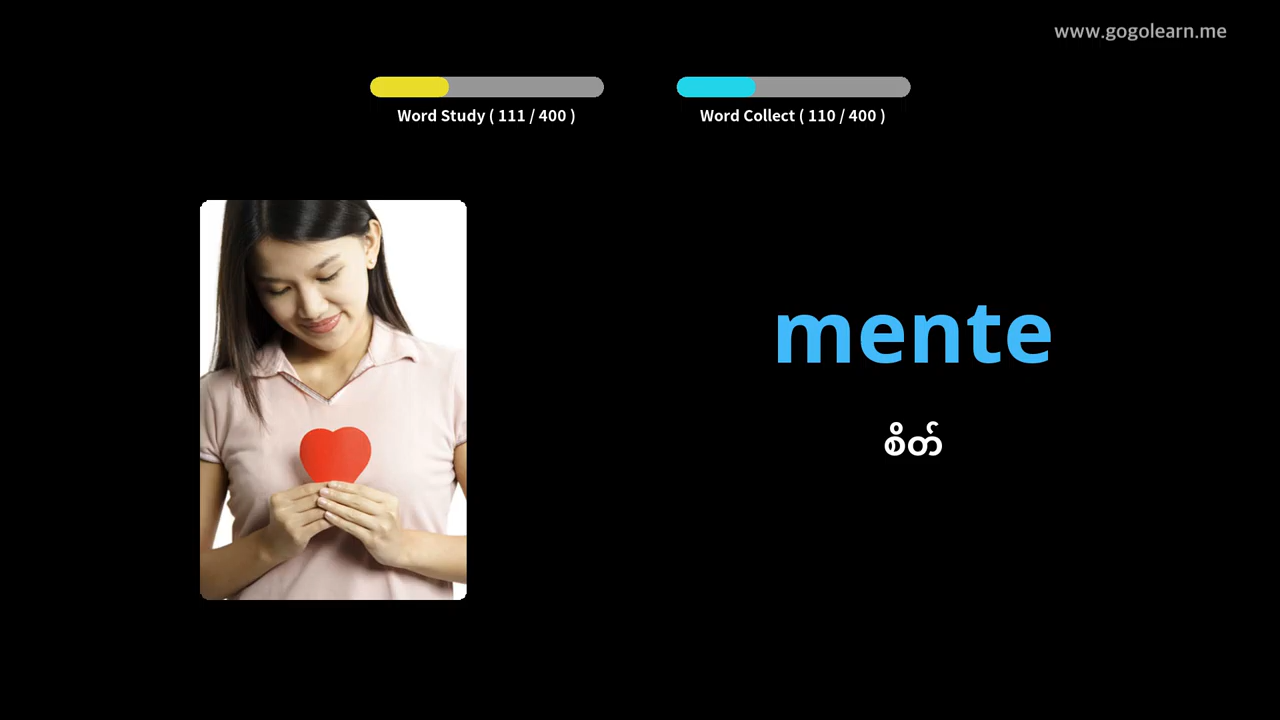 www.gogolearn.me
Word Study ( 111 / 400 )
Word Collect ( 110 / 400 )
mente
စိတ်